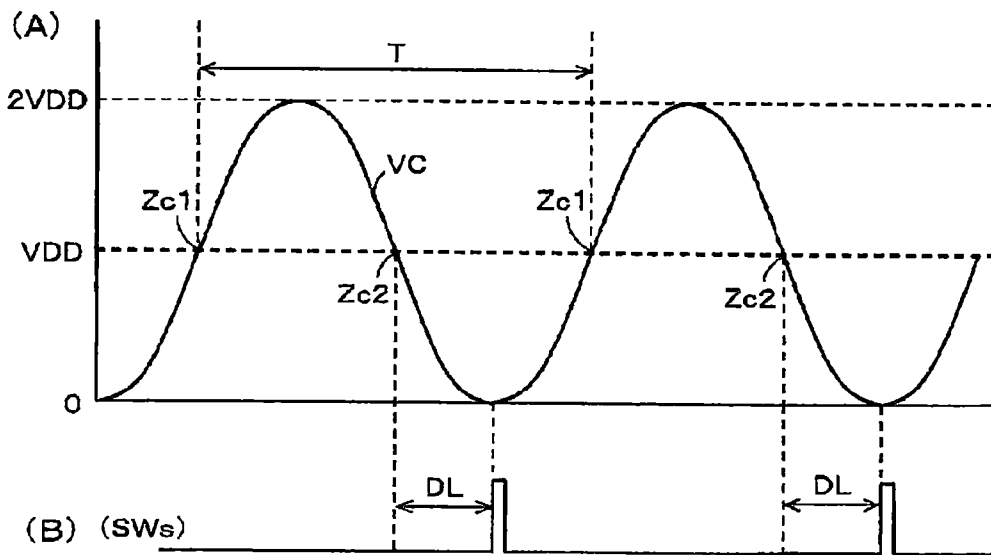 (A)
T
2VDD
VC
Zc1
Zc1
VDD
Zc2
Zc2
0
DL
DL
(B) (SWs)